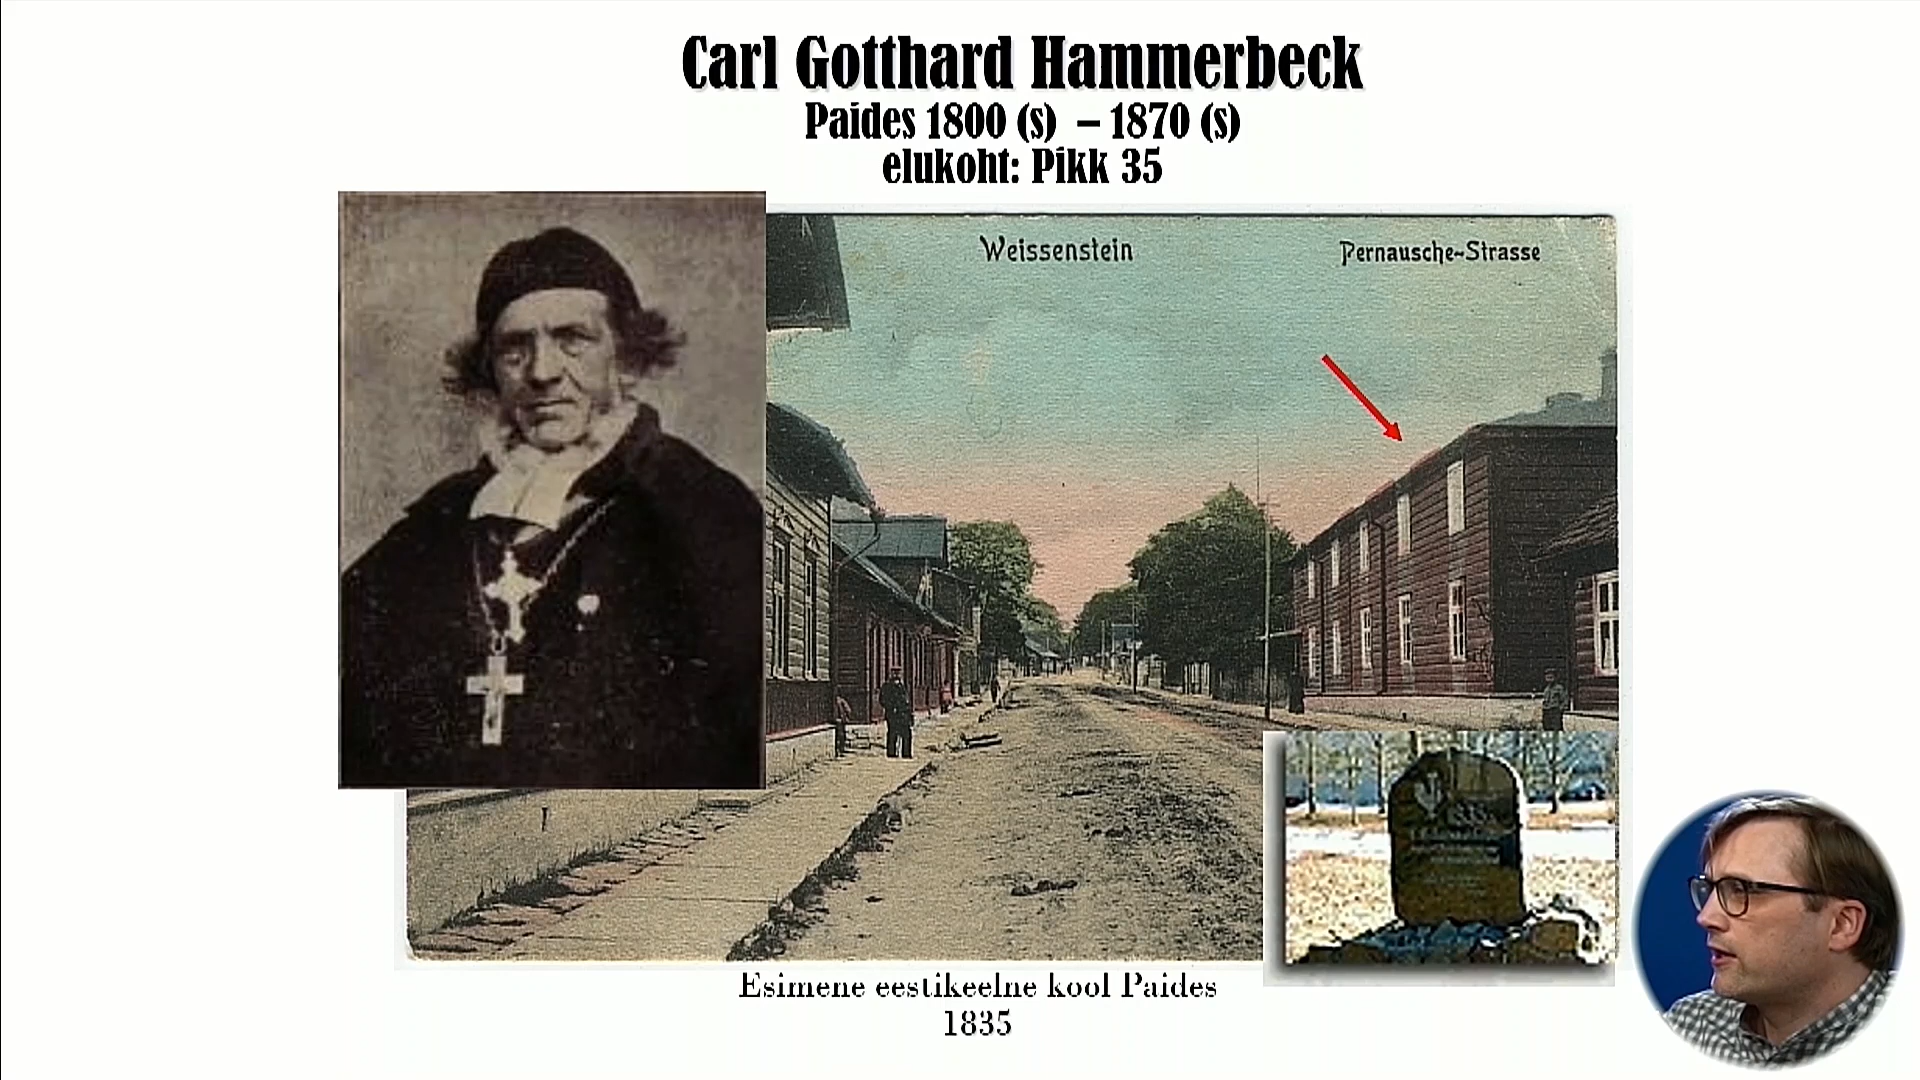 Carl Gotthard Hammerbeck
Paides 1800 (s) – 1870 (s)
elukoht: Pikk 35
Weissenstein
Pernausche-Strasse
Esimene eestikeelne kool Paides
1835